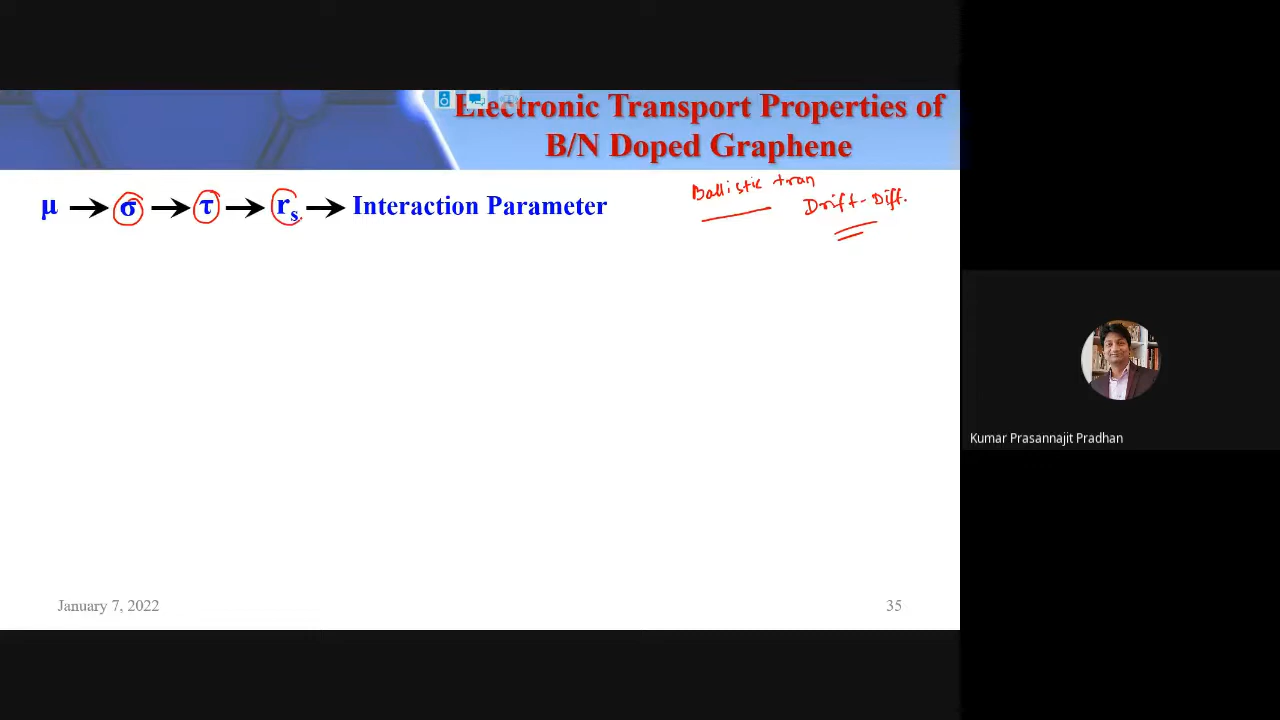 Electronic Transport Properties of
B/N Doped Graphene
Ballistic tran
Drift-Diff.
μ → σ → τ → rs → Interaction Parameter
Kumar Prasannajit Pradhan
January 7, 2022
35